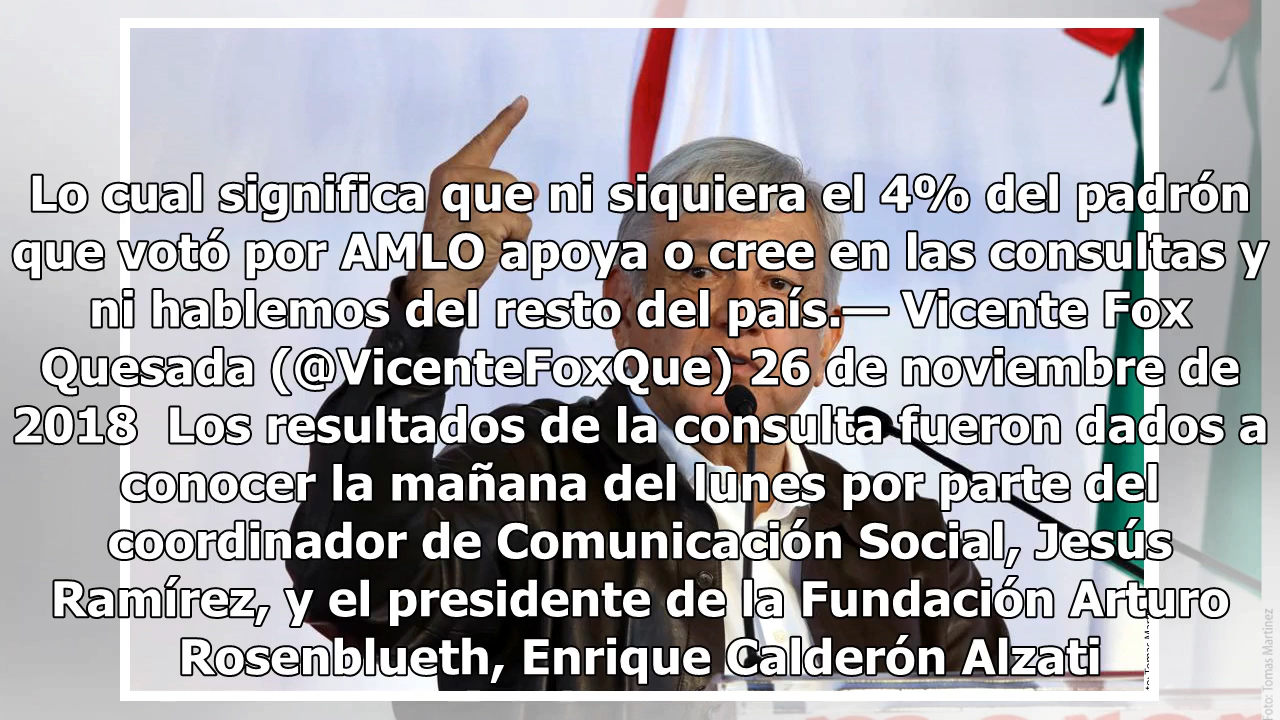 Lo cual significa que ni siquiera el 4% del padrón
que votó por AMLO apoya o cree en las consultas y
ni hablemos del resto del país.— Vicente Fox
Quesada (@VicenteFoxQue) 26 de noviembre de
2018  Los resultados de la consulta fueron dados a
conocer la mañana del lunes por parte del
coordinador de Comunicación Social, Jesús
Ramírez, y el presidente de la Fundación Arturo
Rosenblueth, Enrique Calderón Alzati
Foto: Tomas Martinez